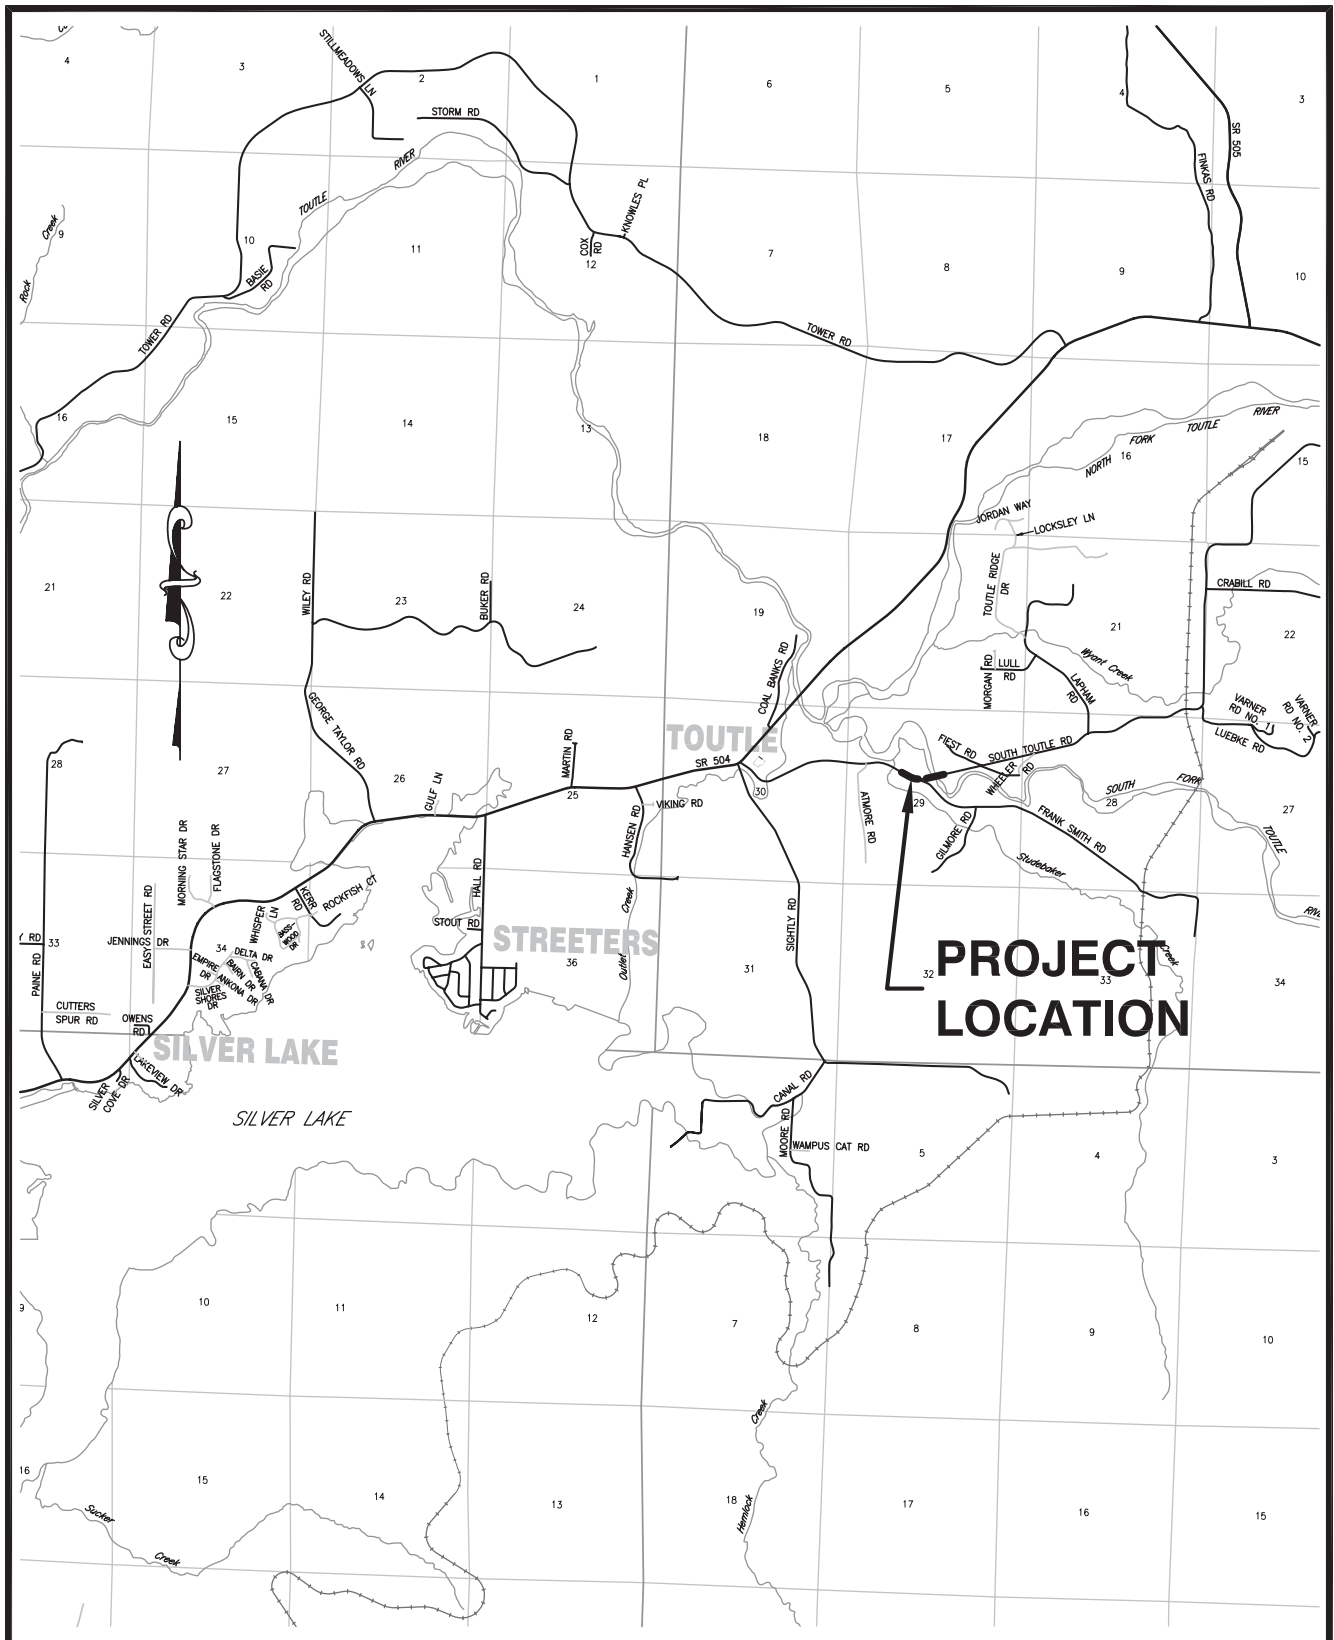 4
3
STILLMEADOWS LN
2
1
6
5
4
3
STORM RD
SR 505
FINKAS RD
RIVER
TOUTLE
KNOWLES PL
Creek
9
Rock
10
BASIE
RD
11
COX
RD
12
7
8
9
10
TOWER RD
TOWER RD
16
15
14
13
18
17
NORTH
FORK
TOUTLE
RIVER
16
15
JORDAN WAY
LOCKSLEY LN
TOUTLE RIDGE
DR
21
22
WILEY RD
23
BUKER RD
24
19
21
CRABILL RD
22
COAL BANKS RD
MORGAN RD
LULL
RD
LAPHAM
RD
Wyant Creek
VARNER
RD NO. 1
VARNER
RD NO. 2
LUEBKE RD
GEORGE TAYLOR RD
TOUTLE
MARTIN RD
SR 504
FIEST RD
SOUTH TOUTLE RD
WHEELER
RD
28
27
26
GULF LN
25
VIKING RD
30
29
SOUTH
FORK
28
27
TOUTLE
RIV
ATMORE RD
GILMORE RD
FRANK SMITH RD
HANSEN RD
Studebaker
Creek
MORNING STAR DR
FLAGSTONE DR
EASY STREET RD
HALL RD
Creek
Outlet
SIGHTLY RD
WHISPER
LN
KERR
RD
ROCKFISH CT
BASS-
WOOD
DR
STOUT RD
STREETERS
Y RD
33
JENNINGS DR
34
DELTA DR
EMPIRE
DR
BAIRN DR
CABANA DR
ANKONA DR
SILVER
SHORES
DR
PAINE RD
36
31
32
33
34
PROJECT
LOCATION
CUTTERS
SPUR RD
OWENS
RD
SILVER LAKE
LAKEVIEW DR
SILVER
COVE DR
SILVER LAKE
CANAL RD
MOORE RD
WAMPUS CAT RD
5
4
3
9
10
11
12
7
8
9
10
Creek
Hemlock
16
15
14
13
18
17
16
15
Sucker
Creek